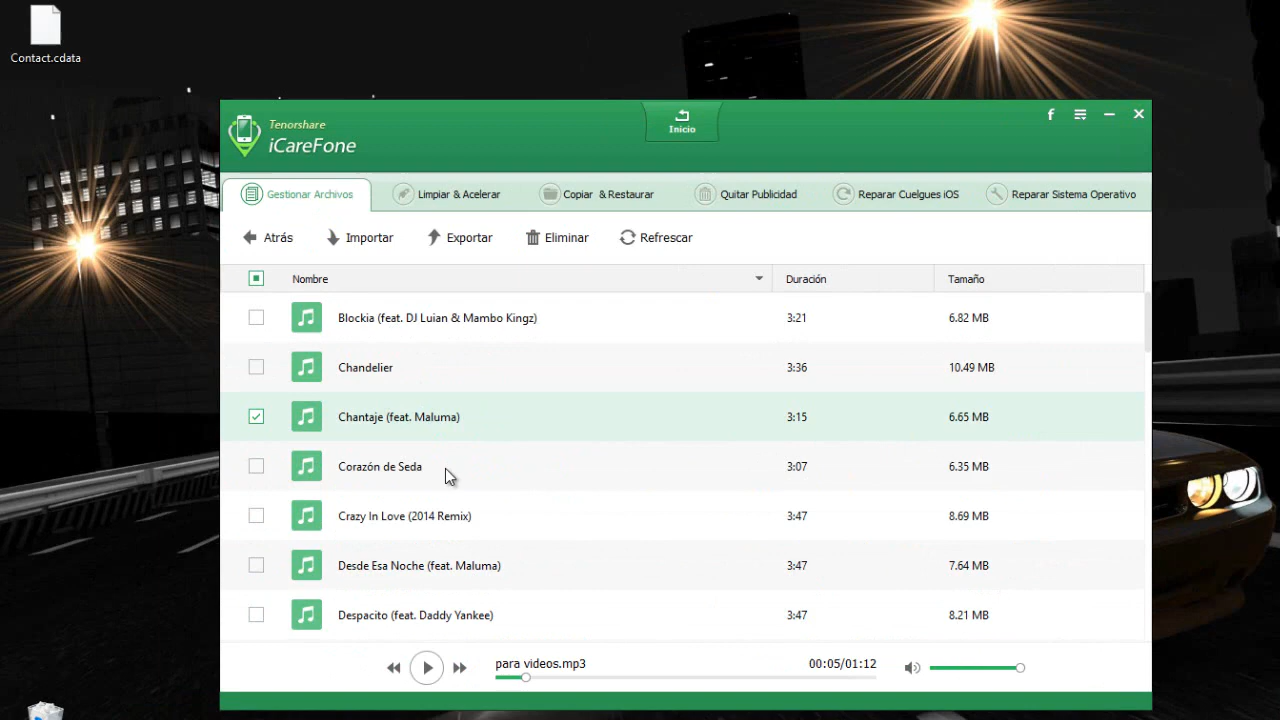 Contact.cdata
Tenorshare
iCareFone
Inicio
f
Gestionar Archivos
Limpiar & Acelerar
Copiar & Restaurar
Quitar Publicidad
Reparar Cuelgues iOS
Reparar Sistema Operativo
Atrás
Importar
Exportar
Eliminar
Refrescar
Nombre Duración Tamaño
Blockia (feat. DJ Luian & Mambo Kingz) 3:21 6.82 MB
Chandelier 3:36 10.49 MB
Chantaje (feat. Maluma) 3:15 6.65 MB
Corazón de Seda 3:07 6.35 MB
Crazy In Love (2014 Remix) 3:47 8.69 MB
Desde Esa Noche (feat. Maluma) 3:47 7.64 MB
Despacito (feat. Daddy Yankee) 3:47 8.21 MB
para videos.mp3 00:05/01:12